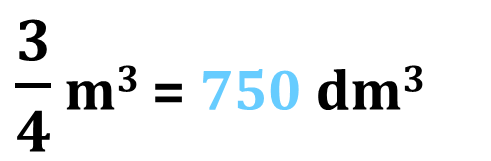 3/4 m³ = 750 dm³